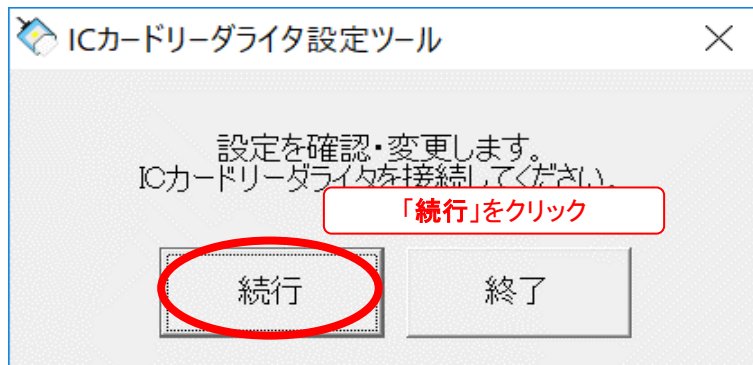 ICカードリーダライタ設定ツール
設定を確認・変更します。
ICカードリーダライタを接続してください。
「続行」をクリック
続行
終了